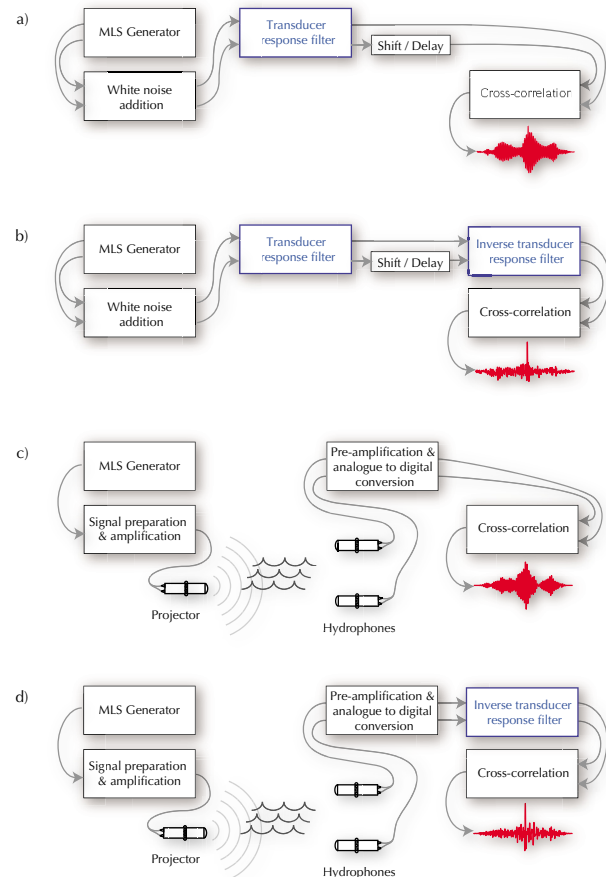 a)
MLS Generator
White noise
addition
Transducer
response filter
Shift / Delay
Cross-correlation
b)
MLS Generator
White noise
addition
Transducer
response filter
Shift / Delay
Inverse transducer
response filter
Cross-correlation
c)
MLS Generator
Signal preparation
& amplification
Projector
Pre-amplification &
analogue to digital
conversion
Hydrophones
Cross-correlation
d)
MLS Generator
Signal preparation
& amplification
Projector
Pre-amplification &
analogue to digital
conversion
Hydrophones
Inverse transducer
response filter
Cross-correlation